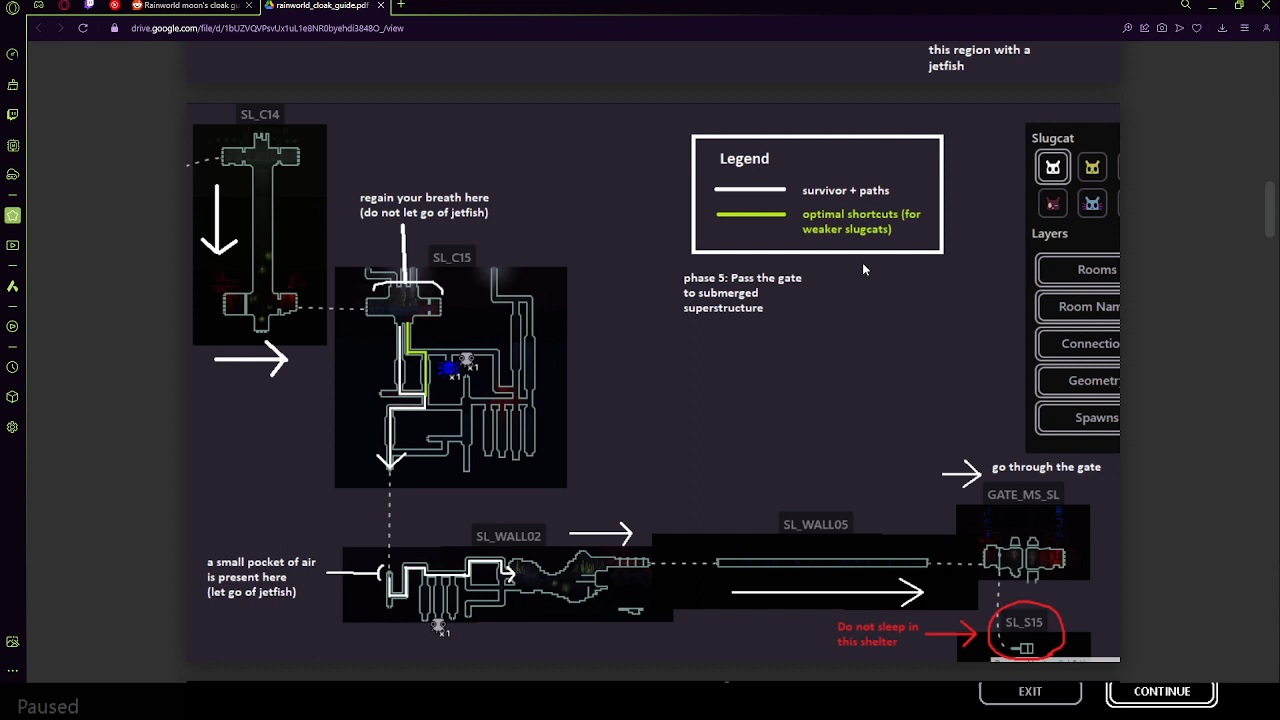 Rainworld moon's cloak gu
rainworld_cloak_guide.pdf
drive.google.com/file/d/1bUZVQVPsvUx1uL1e8NR0byehdi3848O_/view
this region with a
jetfish
SL_C14
Legend
survivor + paths
optimal shortcuts (for
weaker slugcats)
Slugcat
Layers
Rooms
Room Nam
Connectio
Geomet
Spawns
regain your breath here
(do not let go of jetfish)
SL_C15
x1
x1
phase 5: Pass the gate
to submerged
superstructure
go through the gate
GATE_MS_SL
SL_WALL02
SL_WALL05
a small pocket of air
is present here
(let go of jetfish)
x1
Do not sleep in
this shelter
SL_S15
Paused
EXIT
CONTINUE